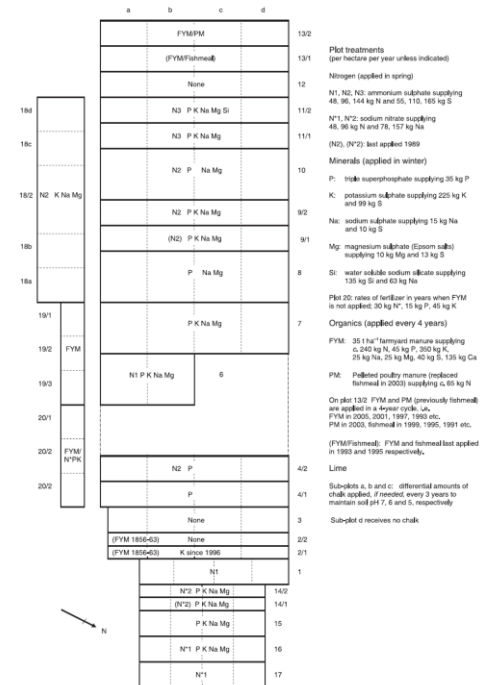 a b c d
FYM/PM 13/2
(FYM/Fishmeal) 13/1
None 12
N3 P K Na Mg Si 11/2
N3 P K Na Mg 11/1
N2 P Na Mg 10
N2 P K Na Mg 9/2
(N2) P K Na Mg 9/1
P Na Mg 8
P K Na Mg 7
N1 P K Na Mg 6
N2 P 4/2
P 4/1
None 3
(FYM 1856-63) None 2/2
(FYM 1856-63) K since 1996 2/1
N1 1
N*2 P K Na Mg 14/2
(N*2) P K Na Mg 14/1
P K Na Mg 15
N*1 P K Na Mg 16
N*1 17
18d
18c
18/2 N2 K Na Mg
18b
18a
19/1
19/2 FYM
19/3
20/1
20/2 FYM/
N*PK
20/2
N
Plot treatments
(per hectare per year unless indicated)
Nitrogen (applied in spring)
N1, N2, N3: ammonium sulphate supplying
48, 96, 144 kg N and 55, 110, 165 kg S
N*1, N*2: sodium nitrate supplying
48, 96 kg N and 78, 157 kg Na
(N2), (N*2): last applied 1989
Minerals (applied in winter)
P: triple superphosphate supplying 35 kg P
K: potassium sulphate supplying 225 kg K
and 99 kg S
Na: sodium sulphate supplying 15 kg Na
and 10 kg S
Mg: magnesium sulphate (Epsom salts)
supplying 10 kg Mg and 13 kg S
Si: water soluble sodium silicate supplying
135 kg Si and 63 kg Na
Plot 20: rates of fertilizer in years when FYM
is not applied; 30 kg N*, 15 kg P, 45 kg K
Organics (applied every 4 years)
FYM: 35 t ha⁻¹ farmyard manure supplying
c. 240 kg N, 45 kg P, 350 kg K,
25 kg Na, 25 kg Mg, 40 kg S, 135 kg Ca
PM: Pelleted poultry manure (replaced
fishmeal in 2003) supplying c. 65 kg N
On plot 13/2 FYM and PM (previously fishmeal)
are applied in a 4-year cycle, i.e,
FYM in 2005, 2001, 1997, 1993 etc.
PM in 2003, fishmeal in 1999, 1995, 1991 etc.
(FYM/Fishmeal): FYM and fishmeal last applied
in 1993 and 1995 respectively.
Lime
Sub-plots a, b and c: differential amounts of
chalk applied, if needed, every 3 years to
maintain soil pH 7, 6 and 5, respectively
Sub-plot d receives no chalk